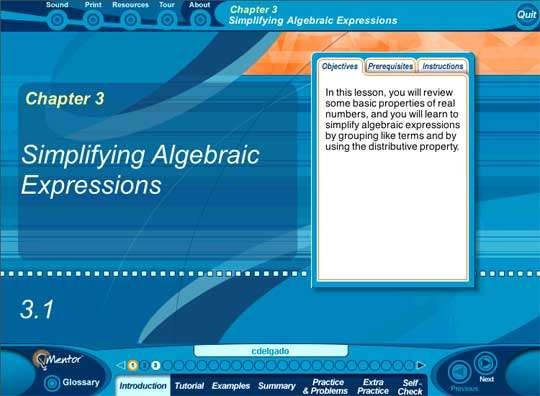 Sound Print Resources Tour About
Chapter 3
Simplifying Algebraic Expressions
Quit
Objectives Prerequisites Instructions
In this lesson, you will review
some basic properties of real
numbers, and you will learn to
simplify algebraic expressions
by grouping like terms and by
using the distributive property.
Chapter 3
Simplifying Algebraic
Expressions
3.1
cdelgado
iMentor
1 2 3
Glossary
Introduction Tutorial Examples Summary Practice
& Problems Extra
Practice Self-
Check
Previous
Next